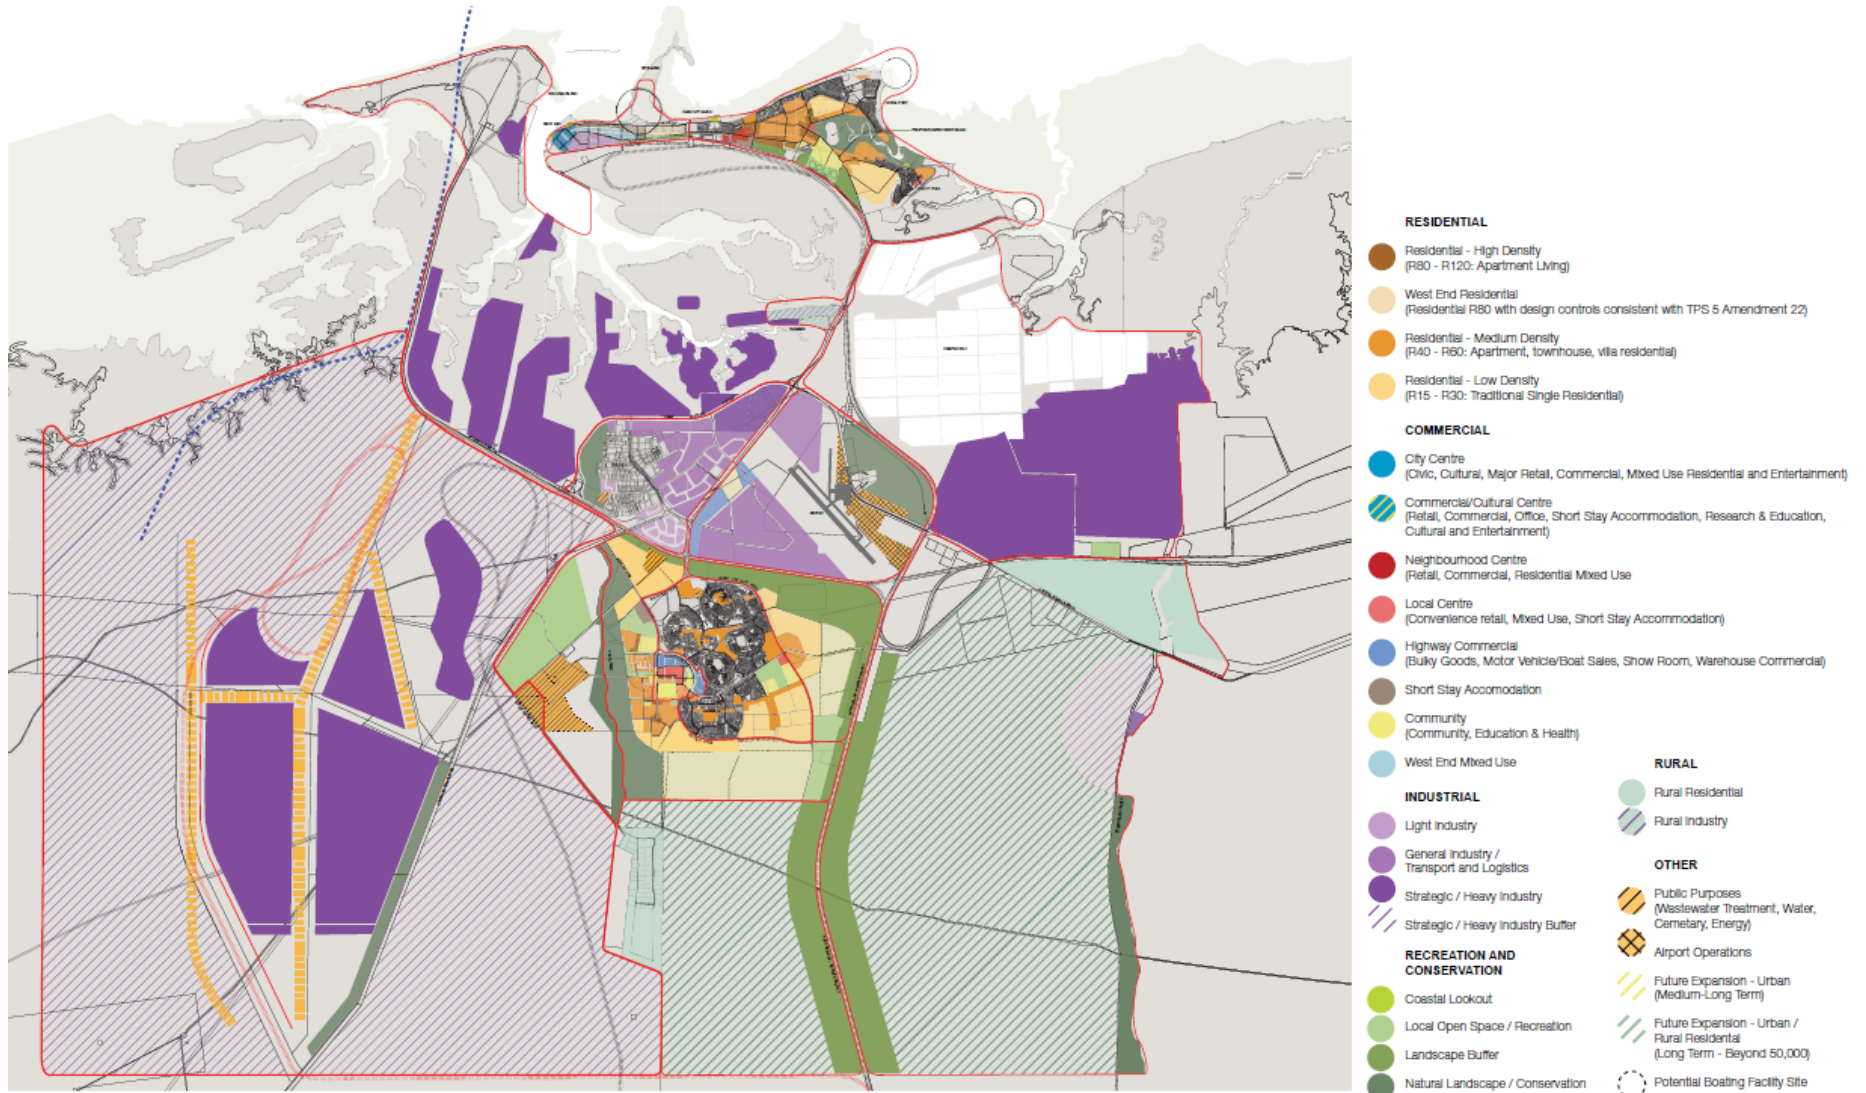 RESIDENTIAL
Residential - High Density
(R80 - R120: Apartment Living)
West End Residential
(Residential R80 with design controls consistent with TPS 5 Amendment 22)
Residential - Medium Density
(R40 - R60: Apartment, townhouse, villa residential)
Residential - Low Density
(R15 - R30: Traditional Single Residential)
COMMERCIAL
City Centre
(Civic, Cultural, Major Retail, Commercial, Mixed Use Residential and Entertainment)
Commercial/Cultural Centre
(Retail, Commercial, Office, Short Stay Accommodation, Research & Education,
Cultural and Entertainment)
Neighbourhood Centre
(Retail, Commercial, Residential Mixed Use
Local Centre
(Convenience retail, Mixed Use, Short Stay Accommodation)
Highway Commercial
(Bulky Goods, Motor Vehicle/Boat Sales, Show Room, Warehouse Commercial)
Short Stay Accomodation
Community
(Community, Education & Health)
West End Mixed Use
INDUSTRIAL
Light Industry
General Industry /
Transport and Logistics
Strategic / Heavy Industry
Strategic / Heavy Industry Buffer
RECREATION AND
CONSERVATION
Coastal Lookout
Local Open Space / Recreation
Landscape Buffer
Natural Landscape / Conservation
RURAL
Rural Residential
Rural Industry
OTHER
Public Purposes
(Wastewater Treatment, Water,
Cemetary, Energy)
Airport Operations
Future Expansion - Urban
(Medium-Long Term)
Future Expansion - Urban /
Rural Residental
(Long Term - Beyond 50,000)
Potential Boating Facility Site